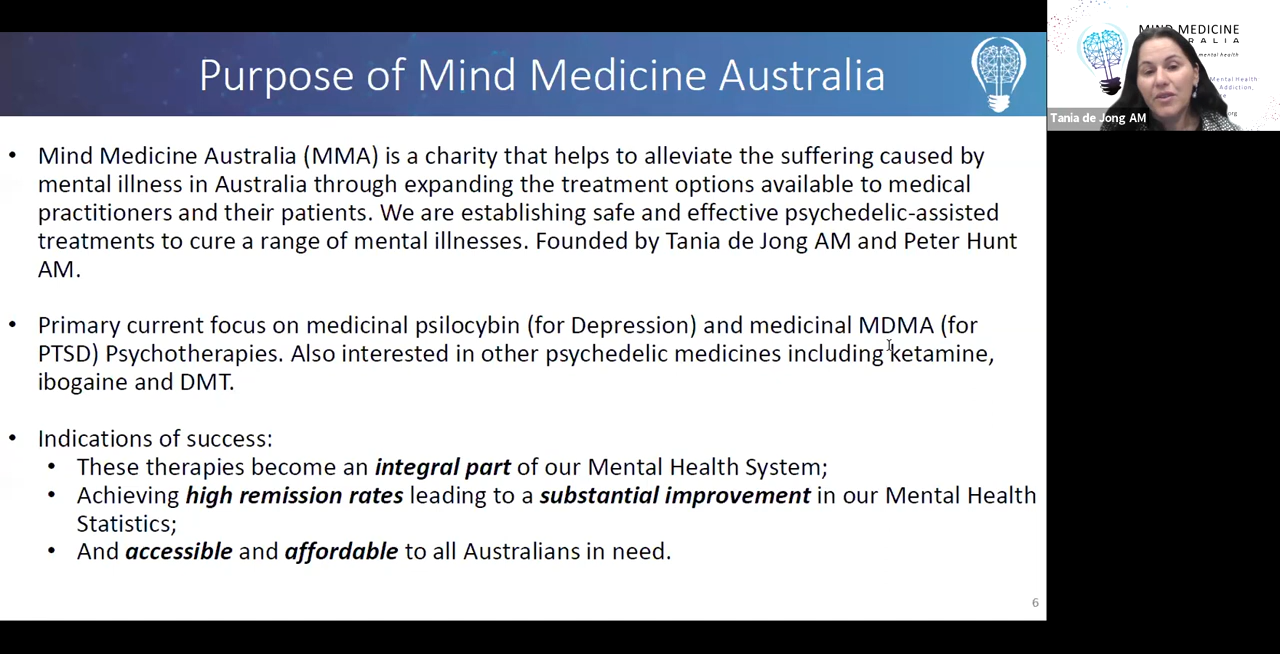 Purpose of Mind Medicine Australia
• Mind Medicine Australia (MMA) is a charity that helps to alleviate the suffering caused by
mental illness in Australia through expanding the treatment options available to medical
practitioners and their patients. We are establishing safe and effective psychedelic-assisted
treatments to cure a range of mental illnesses. Founded by Tania de Jong AM and Peter Hunt
AM.
• Primary current focus on medicinal psilocybin (for Depression) and medicinal MDMA (for
PTSD) Psychotherapies. Also interested in other psychedelic medicines including ketamine,
ibogaine and DMT.
• Indications of success:
• These therapies become an integral part of our Mental Health System;
• Achieving high remission rates leading to a substantial improvement in our Mental Health
Statistics;
• And accessible and affordable to all Australians in need.
6
MIND MEDICINE
mental health
Mental Health
Addiction,
Tania de Jong AM